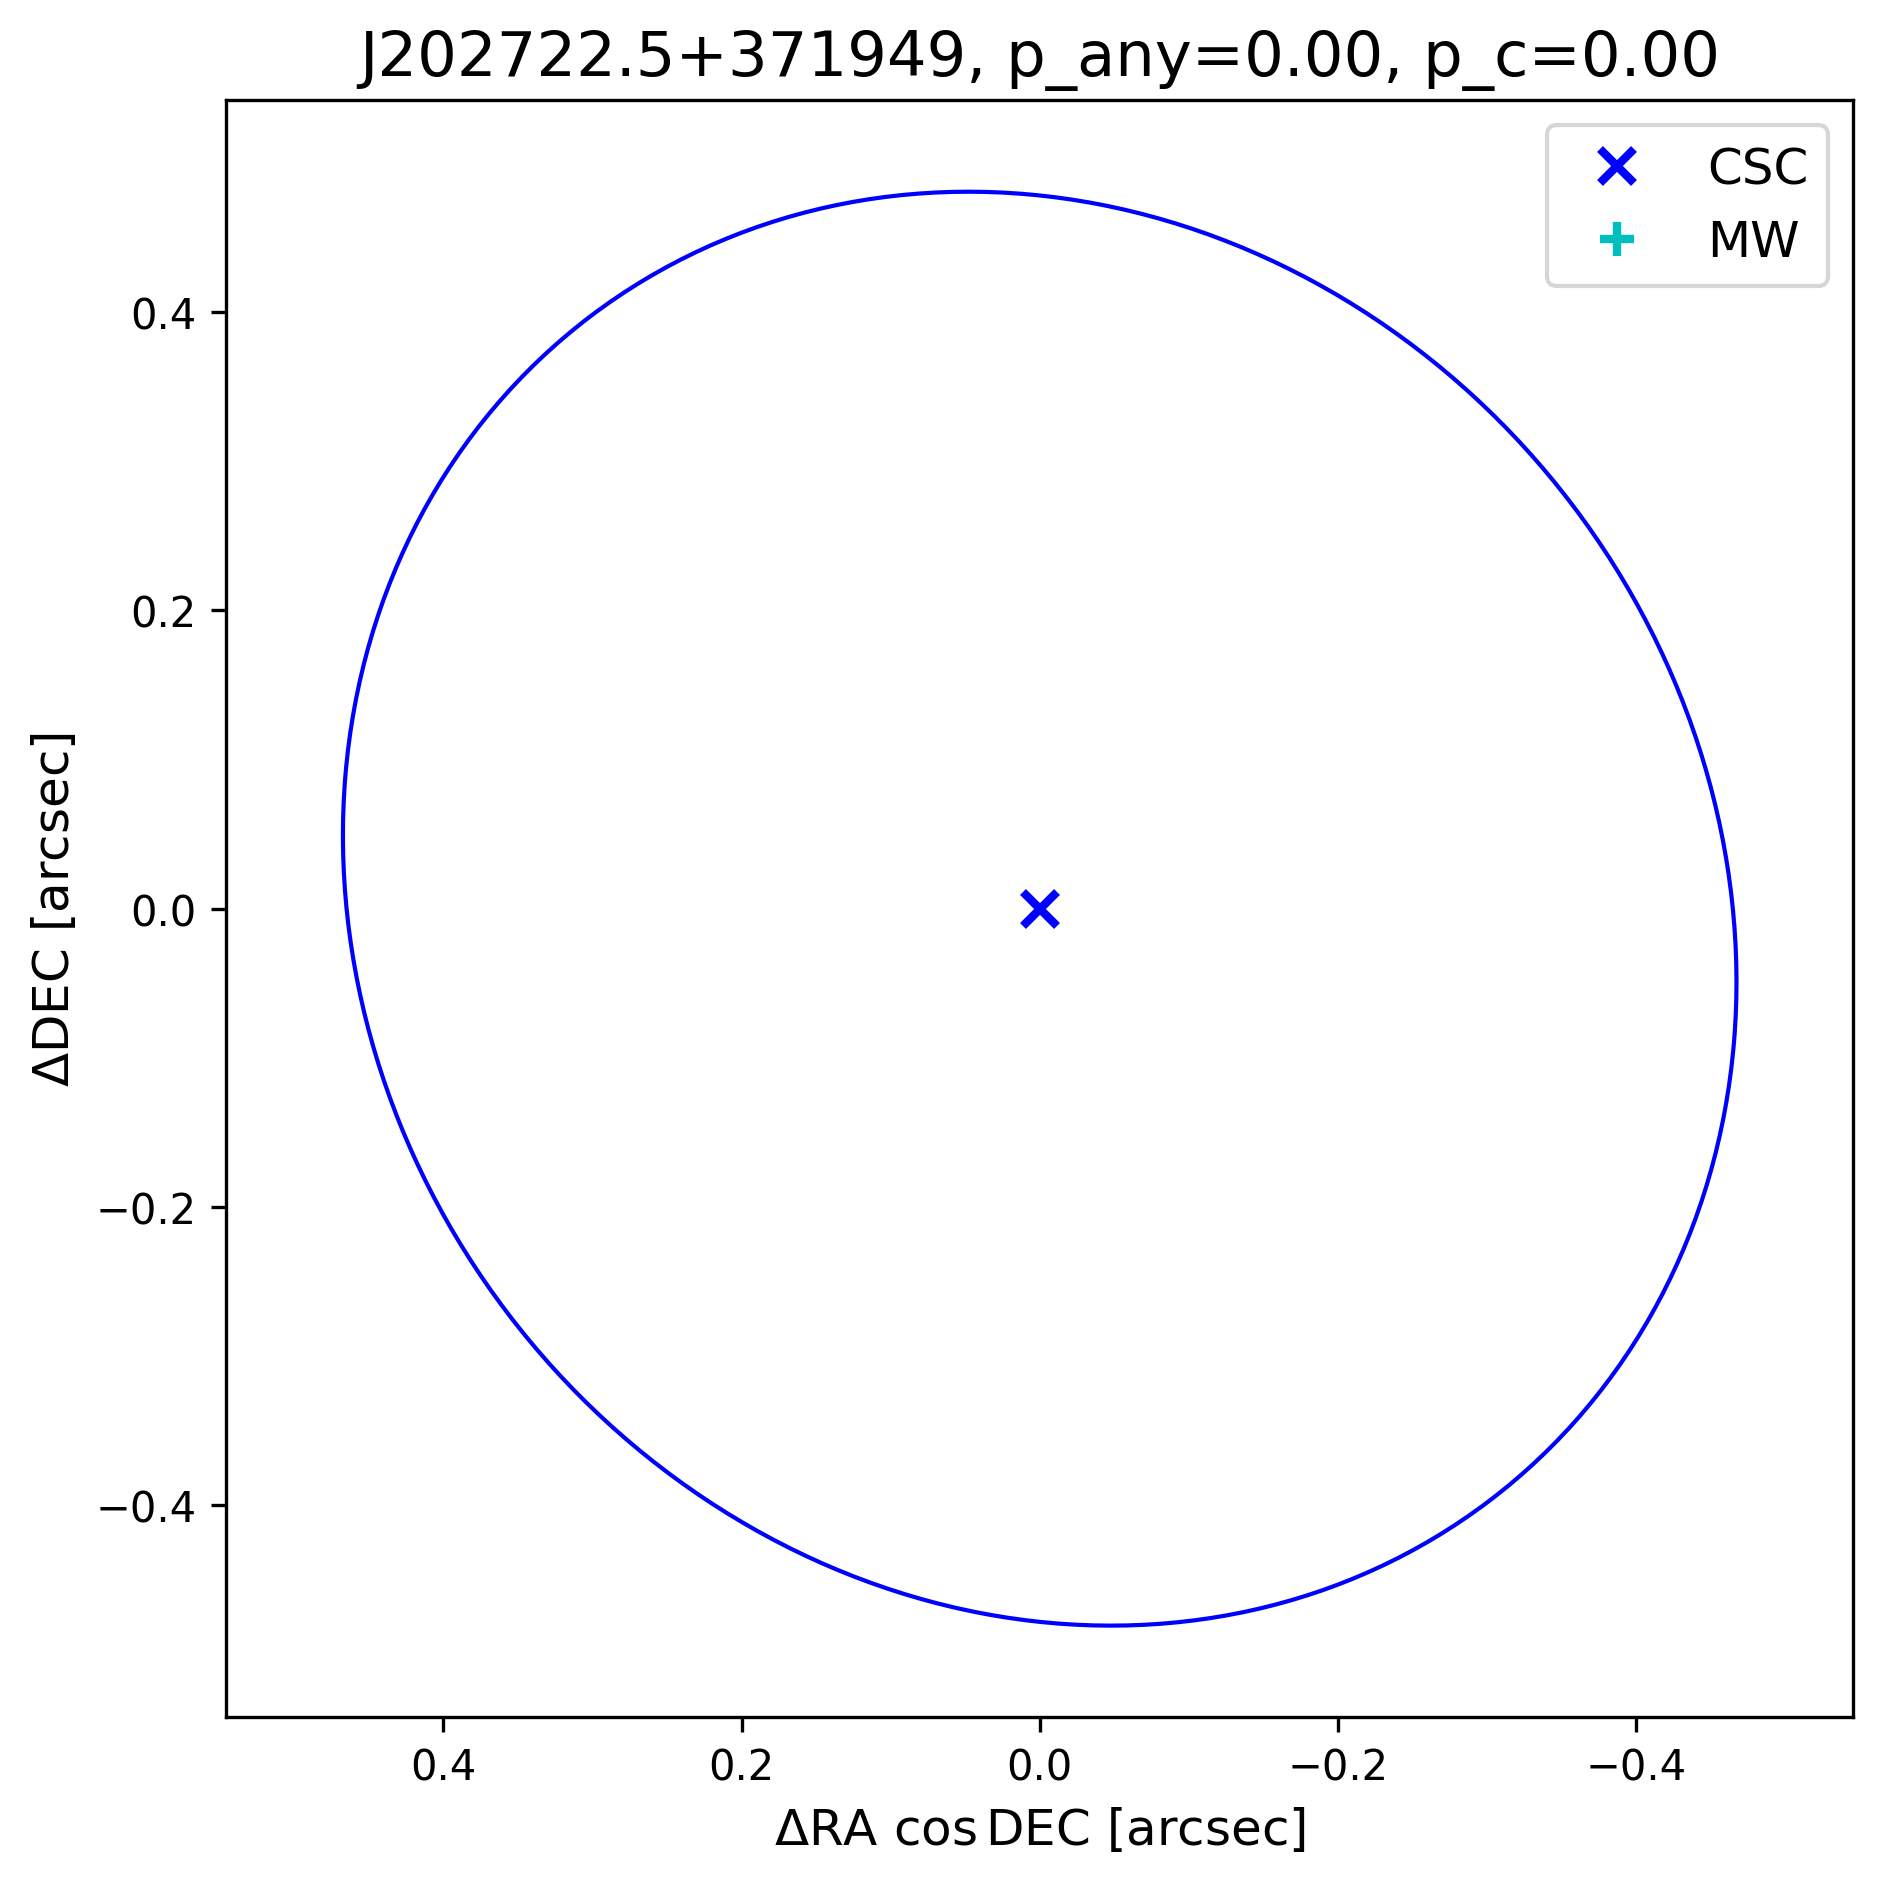 J202722.5+371949, p_any=0.00, p_c=0.00
CSC
MW
0.4
0.2
0.0
−0.2
−0.4
ΔDEC [arcsec]
0.4 0.2 0.0 −0.2 −0.4
ΔRA cos DEC [arcsec]